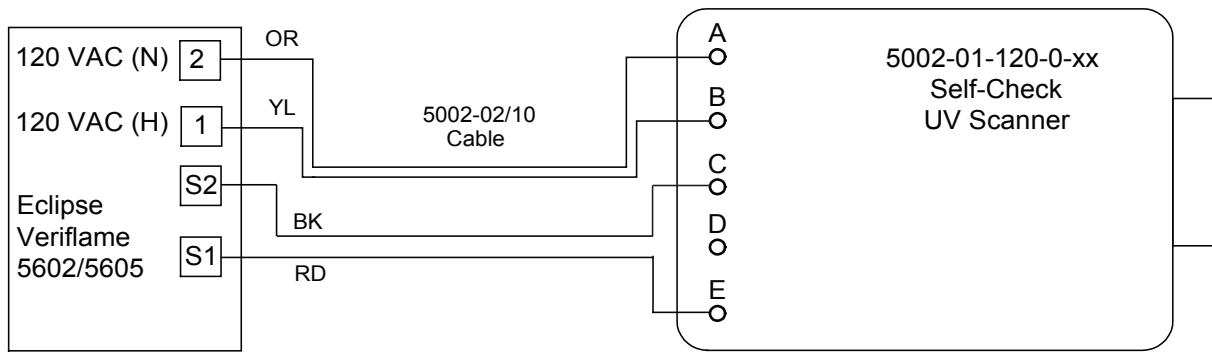 120 VAC (N) 2
OR
120 VAC (H) 1
YL
S2
BK
Eclipse
Veriflame
5602/5605
S1
RD
5002-02/10
Cable
A
B
C
D
E
5002-01-120-0-xx
Self-Check
UV Scanner